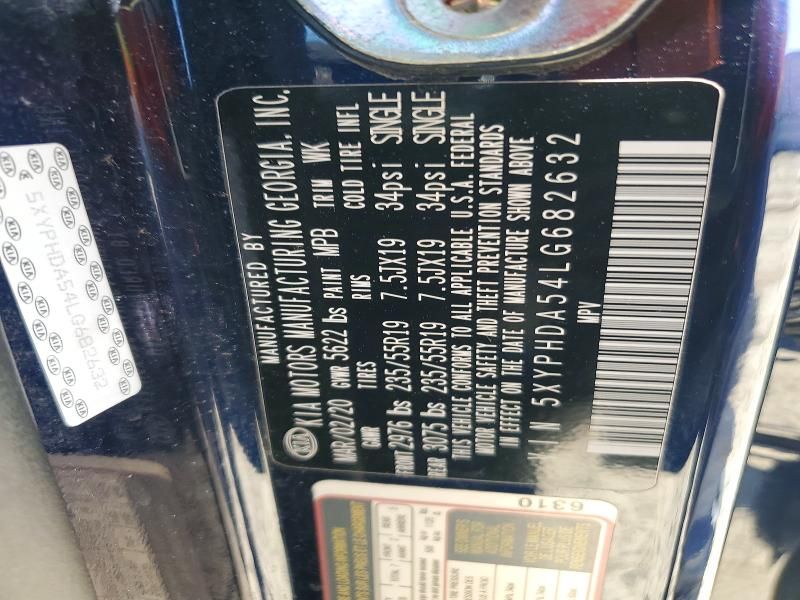 MANUFACTURED BY
KIA KIA MOTORS MANUFACTURING GEORGIA, INC.
MAR/02/20 GVWR 5622 lbs PAINT MPB TRIM WK
GAWR TIRES RIMS COLD TIRE INFL
FRONT 2976 lbs 235/55R19 7.5JX19 34psi SINGLE
REAR 3075 lbs 235/55R19 7.5JX19 34psi SINGLE
THIS VEHICLE CONFORMS TO ALL APPLICABLE U.S.A. FEDERAL
MOTOR VEHICLE SAFETY AND THEFT PREVENTION STANDARDS
IN EFFECT ON THE DATE OF MANUFACTURE SHOWN ABOVE
VIN 5XYPHDA54LG682632
MPV
5XYPHDA54LG682632
6310